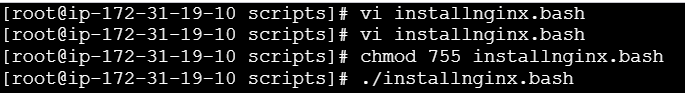 [root@ip-172-31-19-10 scripts]# vi installnginx.bash
[root@ip-172-31-19-10 scripts]# vi installnginx.bash
[root@ip-172-31-19-10 scripts]# chmod 755 installnginx.bash
[root@ip-172-31-19-10 scripts]# ./installnginx.bash